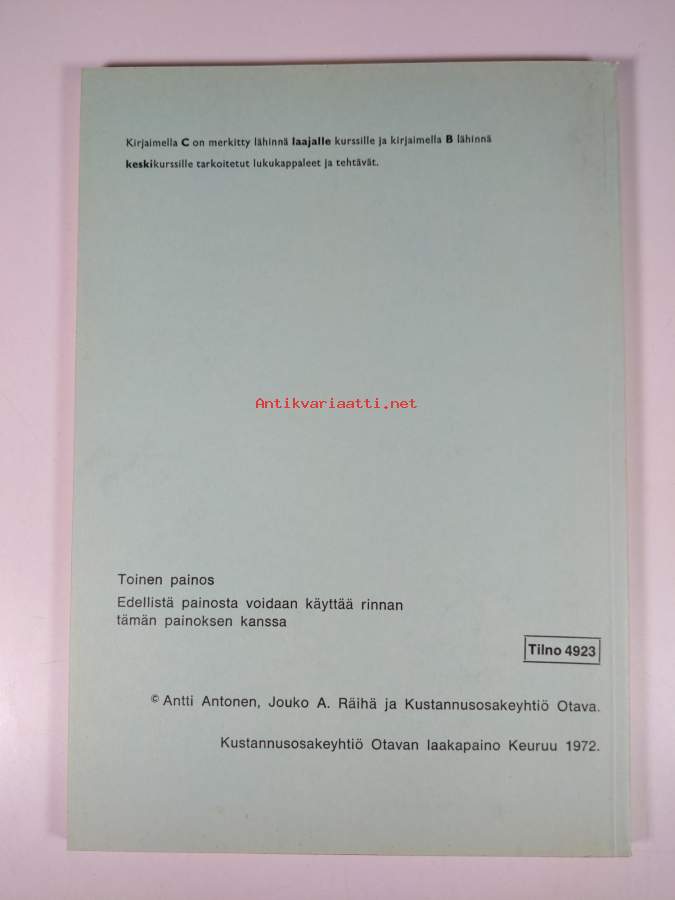 Kirjaimella C on merkitty lähinnä laajalle kurssille ja kirjaimella B lähinnä
keskikurssille tarkoitetut lukukappaleet ja tehtävät.
Antikvariaatti.net
Toinen painos
Edellistä painosta voidaan käyttää rinnan
tämän painoksen kanssa
Tilno 4923
© Antti Antonen, Jouko A. Räihä ja Kustannusosakeyhtiö Otava.
Kustannusosakeyhtiö Otavan laakapaino Keuruu 1972.